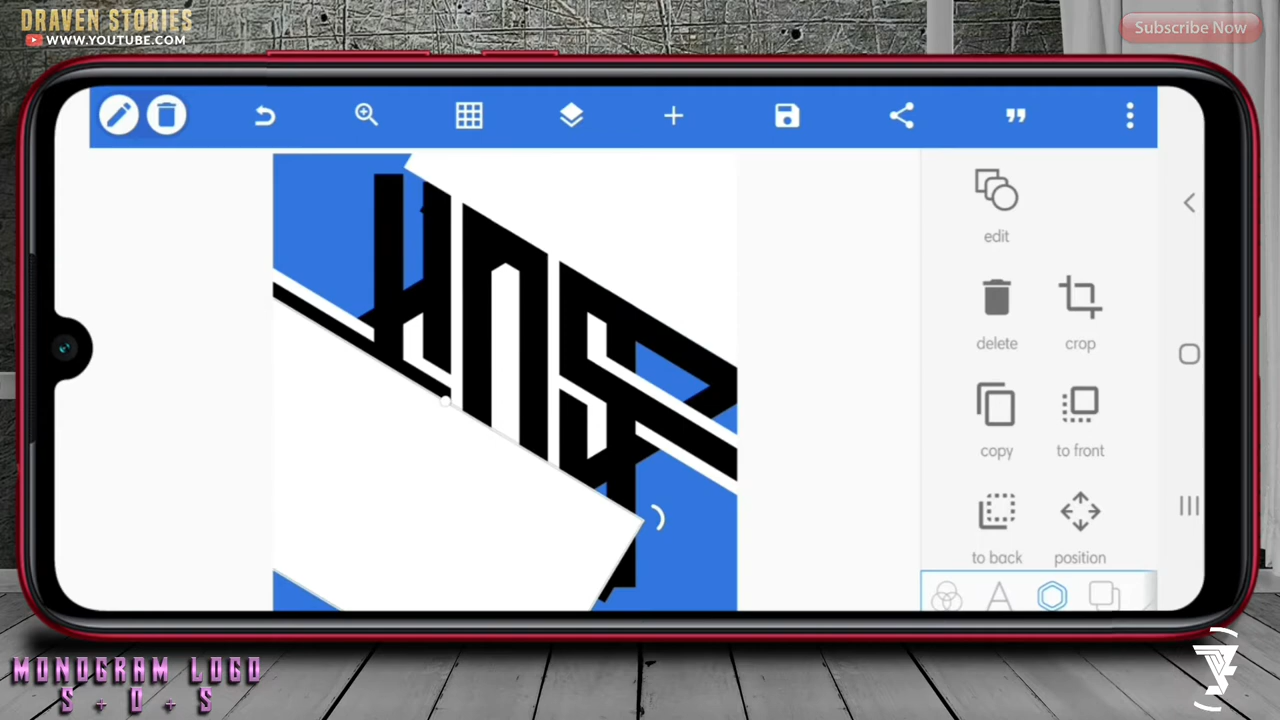 DRAVEN STORIES
WWW.YOUTUBE.COM
Subscribe Now
edit
delete
crop
copy
to front
to back
position
MONOGRAM LOGO
S + D + S